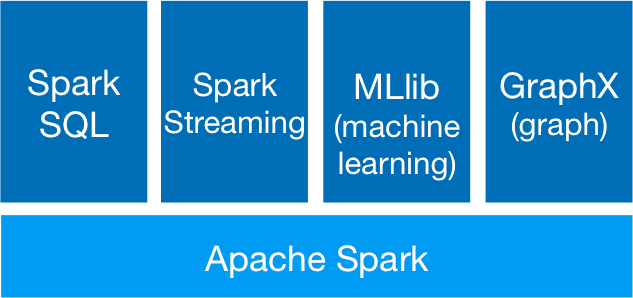 Spark
SQL
Spark
Streaming
MLlib
(machine
learning)
GraphX
(graph)
Apache Spark